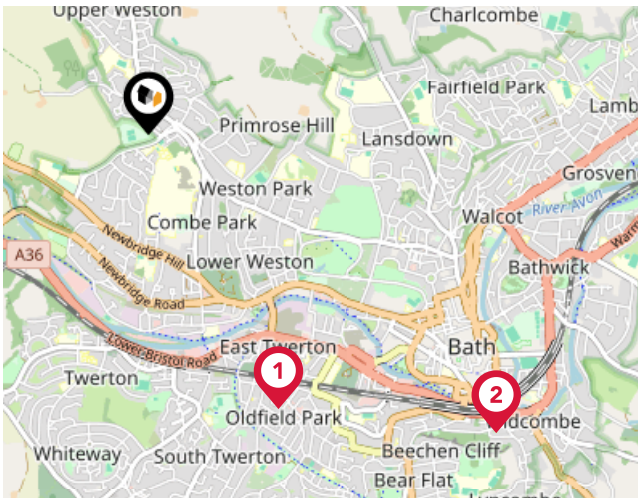 Upper Weston
Charlcombe
Fairfield Park
Lamb
Primrose Hill
Lansdown
Grosven
Weston Park
River Avon
Walcot
Combe Park
Newbridge Hill
Warm
A36
Lower Weston
Bathwick
Newbridge Road
Lower Bristol Road
East Twerton
Bath
1
Twerton
2
Oldfield Park
dcombe
Beechen Cliff
Whiteway
South Twerton
Bear Flat
Lyncombe